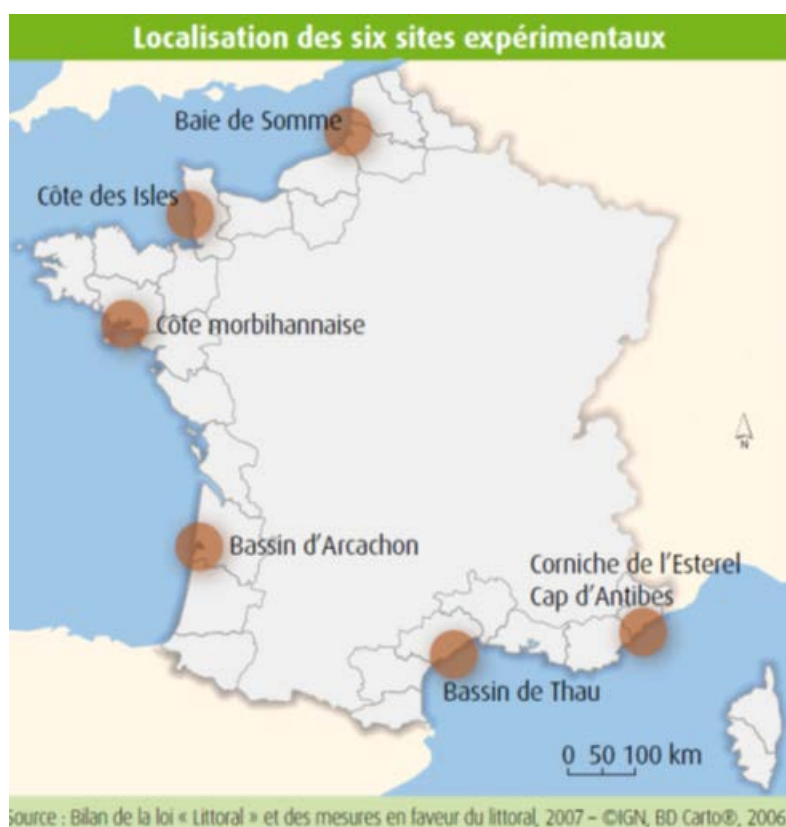 Localisation des six sites expérimentaux
Baie de Somme
Côte des Isles
Côte morbihannaise
N
Bassin d'Arcachon
Corniche de l'Esterel
Cap d'Antibes
Bassin de Thau
0 50 100 km
Source : Bilan de la loi « Littoral » et des mesures en faveur du littoral, 2007 – ©IGN, BD Carto®, 2006